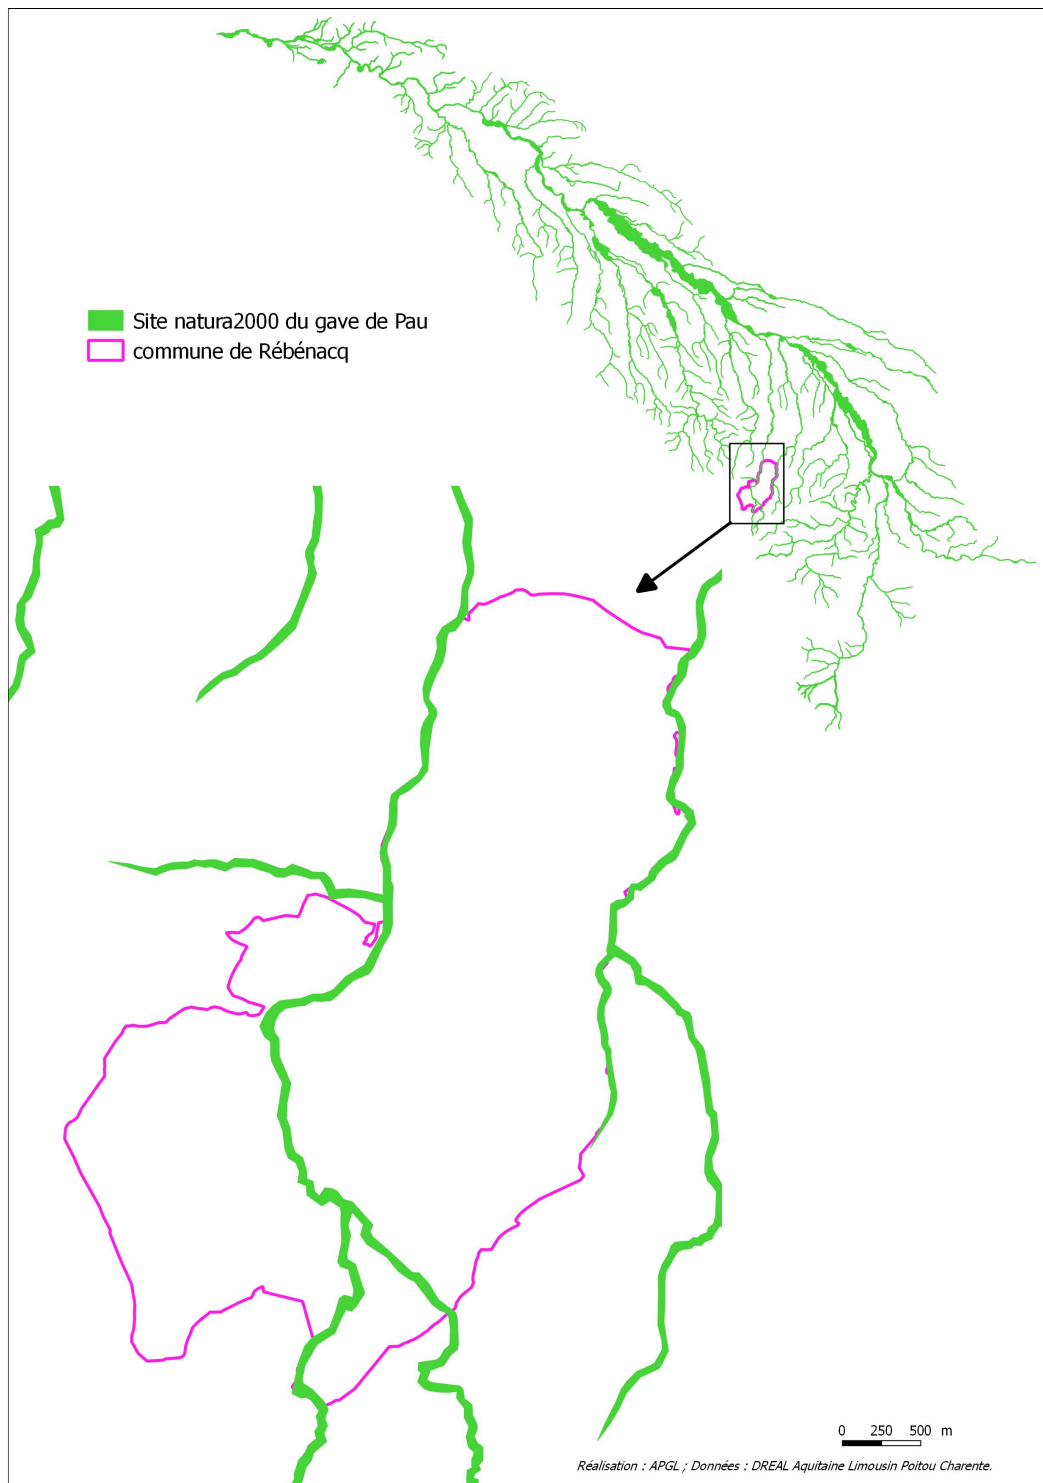 Site natura2000 du gave de Pau
commune de Rébénacq
0 250 500 m
Réalisation : APGL ; Données : DREAL Aquitaine Limousin Poitou Charente.